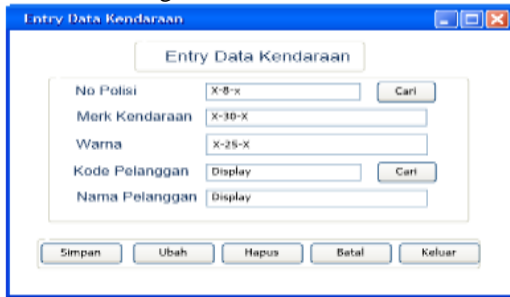 Entry Data Kendaraan
Entry Data Kendaraan
No Polisi X-8-x Cari
Merk Kendaraan X-30-X
Warna X-25-X
Kode Pelanggan Display Cari
Nama Pelanggan Display
Simpan Ubah Hapus Batal Keluar